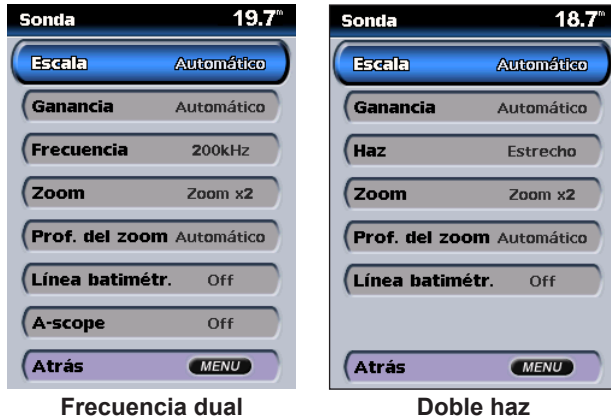 Sonda 19.7m
Escala Automático
Ganancia Automático
Frecuencia 200kHz
Zoom Zoom x2
Prof. del zoom Automático
Línea batimétr. Off
A-scope Off
Atrás MENU
Frecuencia dual
Sonda 18.7m
Escala Automático
Ganancia Automático
Haz Estrecho
Zoom Zoom x2
Prof. del zoom Automático
Línea batimétr. Off
Atrás MENU
Doble haz